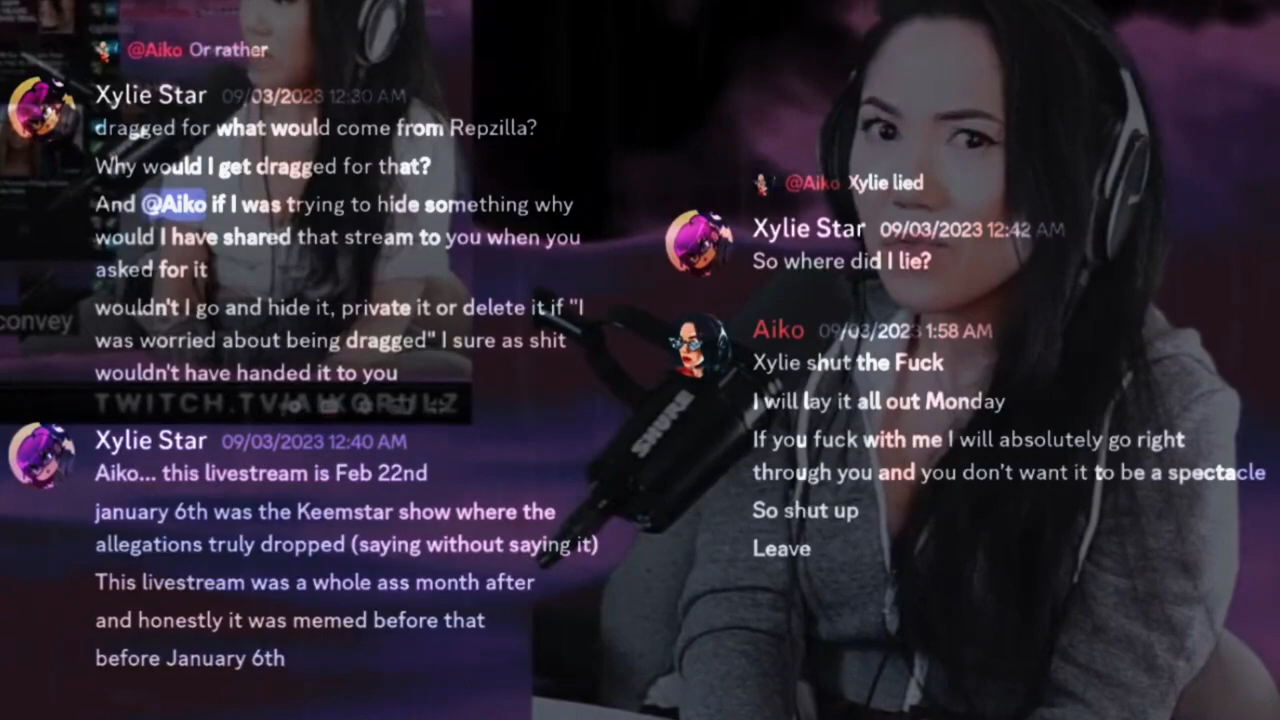 @Aiko Or rather
Xylie Star 09/03/2023 12:30 AM
dragged for what would come from Repzilla?
Why would I get dragged for that?
And @Aiko if I was trying to hide something why
would I have shared that stream to you when you
asked for it
wouldn't I go and hide it, private it or delete it if "I
was worried about being dragged" I sure as shit
wouldn't have handed it to you
convey
TWITCH.TV/AIKORULZ
Xylie Star 09/03/2023 12:40 AM
Aiko... this livestream is Feb 22nd
january 6th was the Keemstar show where the
allegations truly dropped (saying without saying it)
This livestream was a whole ass month after
and honestly it was memed before that
before January 6th
@Aiko Xylie lied
Xylie Star 09/03/2023 12:42 AM
So where did I lie?
Aiko 09/03/2023 1:58 AM
Xylie shut the Fuck
I will lay it all out Monday
If you fuck with me I will absolutely go right
through you and you don't want it to be a spectacle
So shut up
Leave
SHURE